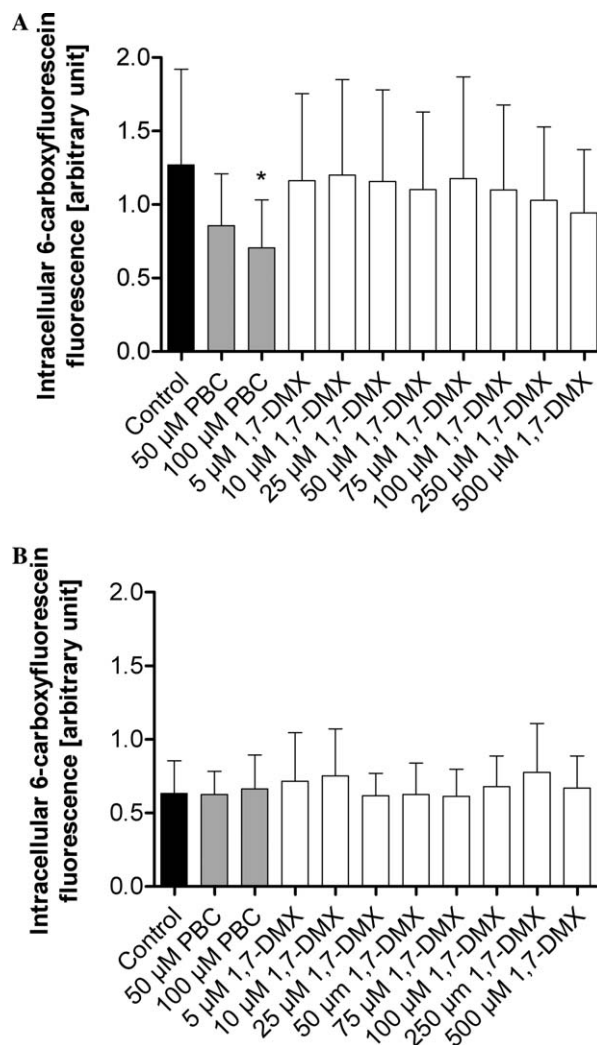 A
Intracellular 6-carboxyfluorescein
fluorescence [arbitrary unit]
2.0
1.5
*
1.0
0.5
0.0
Control
50 µM PBC
100 µM PBC
5 µM 1,7-DMX
10 µM 1,7-DMX
25 µM 1,7-DMX
50 µM 1,7-DMX
75 µM 1,7-DMX
100 µM 1,7-DMX
250 µM 1,7-DMX
500 µM 1,7-DMX
B
Intracellular 6-carboxyfluorescein
fluorescence [arbitrary unit]
2.0
1.5
1.0
0.5
0.0
Control
50 µM PBC
100 µM PBC
5 µM 1,7-DMX
10 µM 1,7-DMX
25 µM 1,7-DMX
50 µm 1,7-DMX
75 µM 1,7-DMX
100 µM 1,7-DMX
250 µm 1,7-DMX
500 µM 1,7-DMX